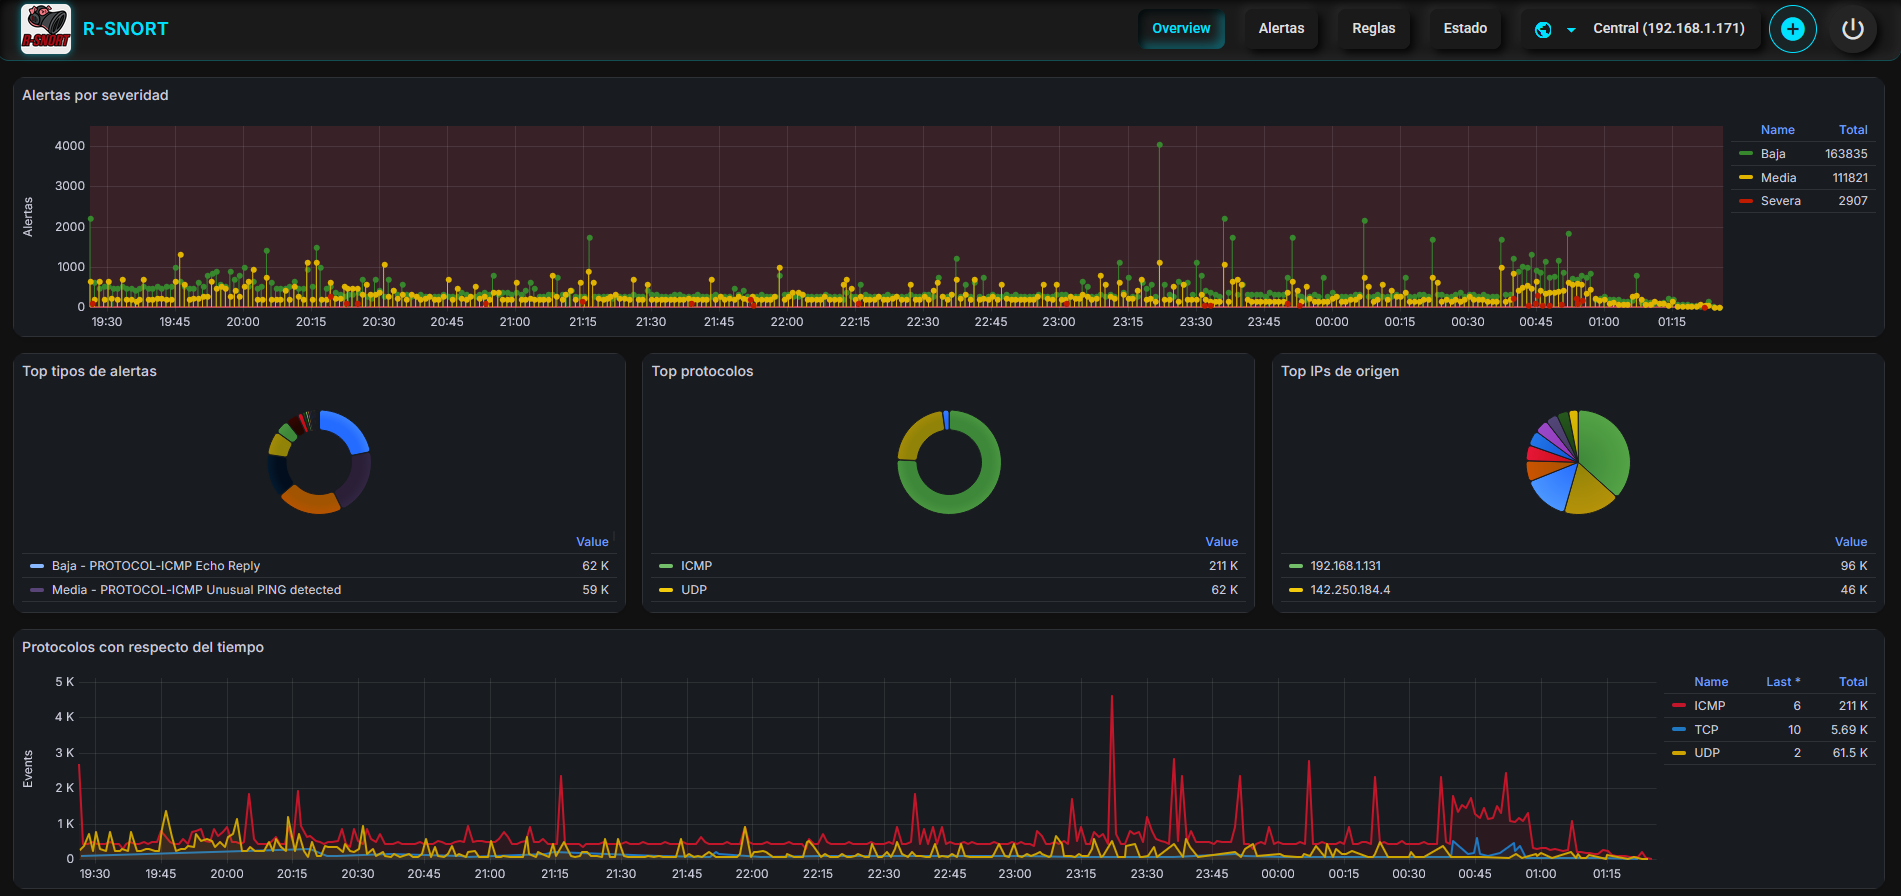 R-SNORT
R-SNORT
Overview
Alertas
Reglas
Estado
Central (192.168.1.171)
Alertas por severidad
Alertas
4000
3000
2000
1000
0
19:30 19:45 20:00 20:15 20:30 20:45 21:00 21:15 21:30 21:45 22:00 22:15 22:30 22:45 23:00 23:15 23:30 23:45 00:00 00:15 00:30 00:45 01:00 01:15
Name Total
Baja 163835
Media 111821
Severa 2907
Top tipos de alertas
Value
Baja - PROTOCOL-ICMP Echo Reply 62 K
Media - PROTOCOL-ICMP Unusual PING detected 59 K
Top protocolos
Value
ICMP 211 K
UDP 62 K
Top IPs de origen
Value
192.168.1.131 96 K
142.250.184.4 46 K
Protocolos con respecto del tiempo
Events
5 K
4 K
3 K
2 K
1 K
0
19:30 19:45 20:00 20:15 20:30 20:45 21:00 21:15 21:30 21:45 22:00 22:15 22:30 22:45 23:00 23:15 23:30 23:45 00:00 00:15 00:30 00:45 01:00 01:15
Name Last * Total
ICMP 6 211 K
TCP 10 5.69 K
UDP 2 61.5 K